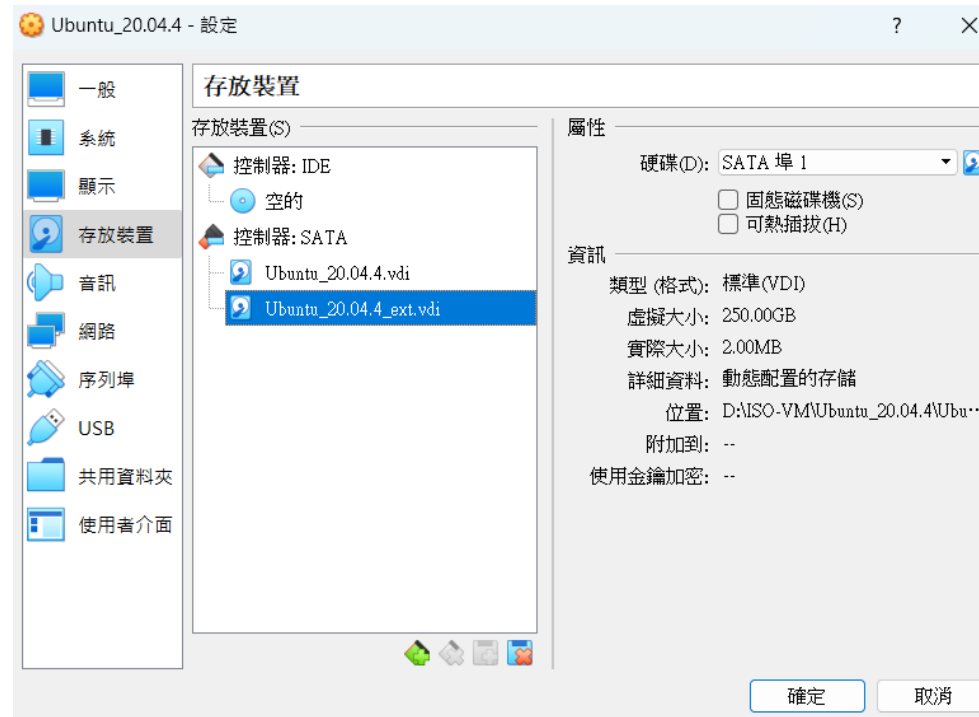 Ubuntu_20.04.4 - 設定
?
一般
系統
顯示
存放裝置
音訊
網路
序列埠
USB
共用資料夾
使用者介面
存放裝置
存放裝置(S)
控制器: IDE
空的
控制器: SATA
Ubuntu_20.04.4.vdi
Ubuntu_20.04.4_ext.vdi
屬性
硬碟(D): SATA 埠 1
固態磁碟機(S)
可熱插拔(H)
資訊
類型 (格式): 標準(VDI)
虛擬大小: 250.00GB
實際大小: 2.00MB
詳細資料: 動態配置的存儲
位置: D:\ISO-VM\Ubuntu_20.04.4\Ubu…
附加到: --
使用金鑰加密: --
確定
取消